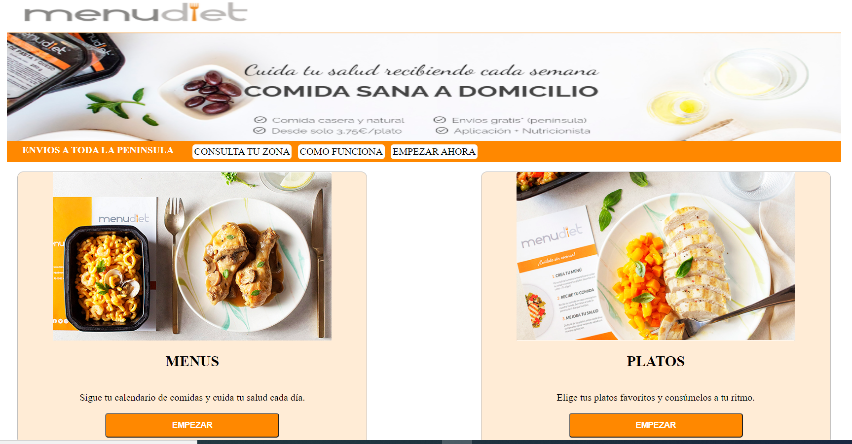 menudiet
Cuida tu salud recibiendo cada semana
COMIDA SANA A DOMICILIO
Comida casera y natural
Envíos gratis* (península)
Desde solo 3,75€/plato
Aplicación + Nutricionista
ENVIOS A TODA LA PENINSULA
CONSULTA TU ZONA
COMO FUNCIONA
EMPEZAR AHORA
menudiet
menudiet
MENUS
Sigue tu calendario de comidas y cuida tu salud cada día.
EMPEZAR
PLATOS
Elige tus platos favoritos y consúmelos a tu ritmo.
EMPEZAR